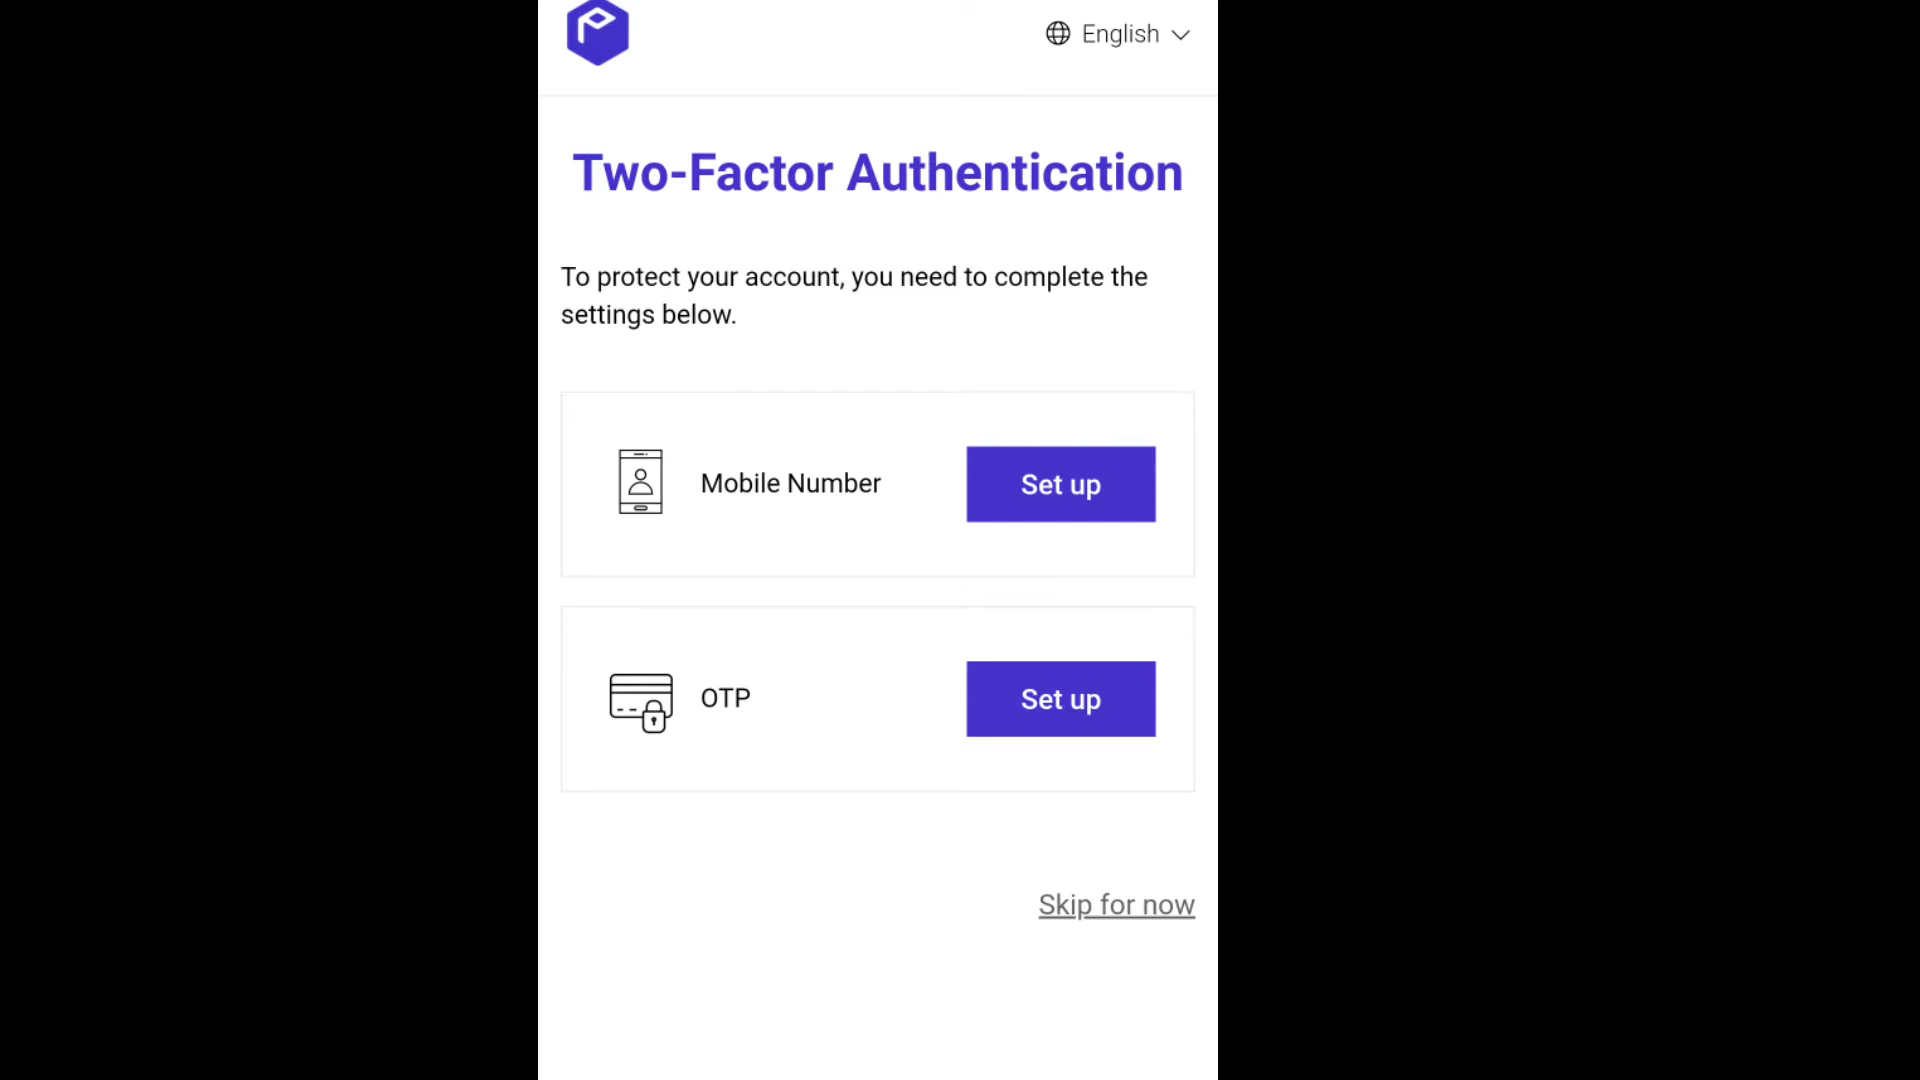 English
Two-Factor Authentication
To protect your account, you need to complete the
settings below.
Mobile Number
Set up
OTP
Set up
Skip for now